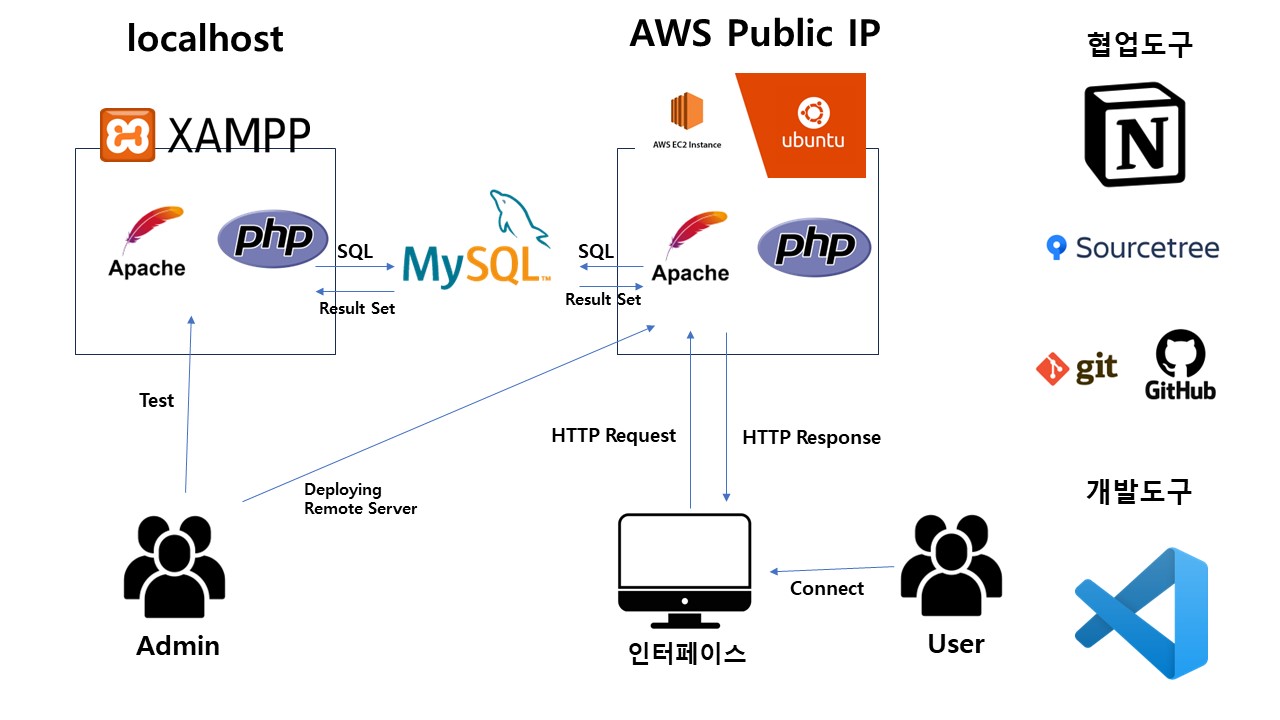 localhost
AWS Public IP
협업도구
XAMPP
AWS EC2 Instance
ubuntu
N
Apache
php
SQL
MySQL™
SQL
Apache
php
Sourcetree
Result Set
Result Set
git
GitHub
Test
HTTP Request
HTTP Response
Deploying
Remote Server
개발도구
Connect
Admin
인터페이스
User